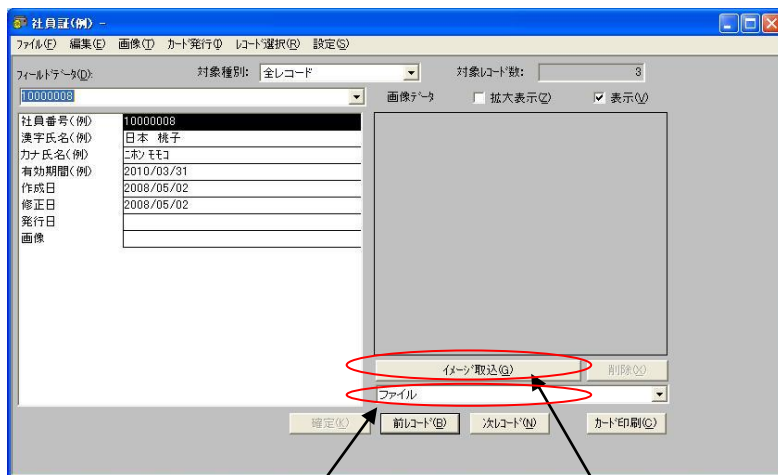 社員証(例) -
ファイル(F) 編集(E) 画像(T) カード発行(I) レコード選択(R) 設定(S)
フィールドデータ(D): 対象種別: 全レコード 対象レコード数: 3
10000008 画像データ 拡大表示(Z) 表示(V)
社員番号(例) 10000008
漢字氏名(例) 日本 桃子
カナ氏名(例) ニホン モモコ
有効期間(例) 2010/03/31
作成日 2008/05/02
修正日 2008/05/02
発行日
画像
イメージ取込(G) 削除(X)
ファイル
確定(K) 前レコード(B) 次レコード(N) カード印刷(C)